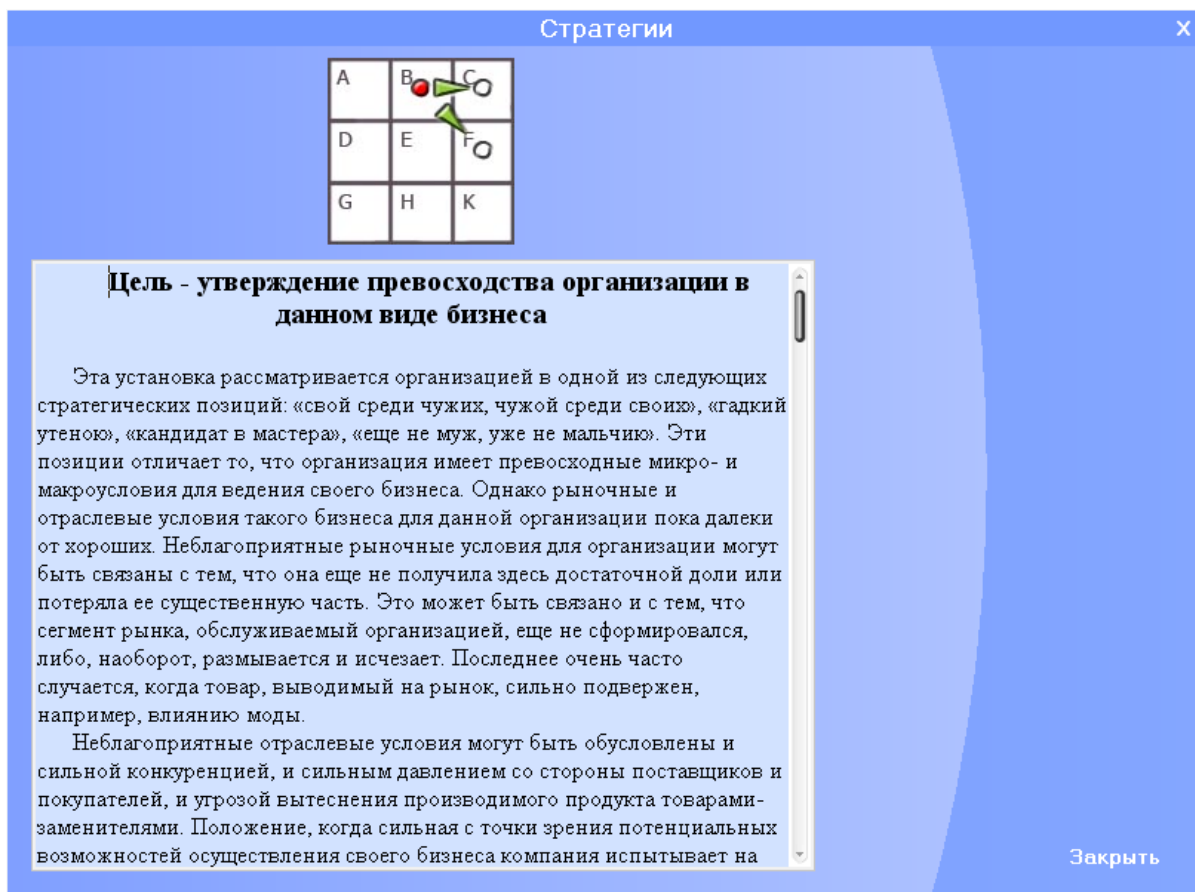 Стратегии X
A B C
D E F
G H K
Цель - утверждение превосходства организации в
данном виде бизнеса
Эта установка рассматривается организацией в одной из следующих
стратегических позиций: «свой среди чужих, чужой среди своих», «гадкий
утеною», «кандидат в мастера», «еще не муж, уже не мальчию». Эти
позиции отличает то, что организация имеет превосходные микро- и
макроусловия для ведения своего бизнеса. Однако рыночные и
отраслевые условия такого бизнеса для данной организации пока далеки
от хороших. Неблагоприятные рыночные условия для организации могут
быть связаны с тем, что она еще не получила здесь достаточной доли или
потеряла ее существенную часть. Это может быть связано и с тем, что
сегмент рынка, обслуживаемый организацией, еще не сформировался,
либо, наоборот, размывается и исчезает. Последнее очень часто
случается, когда товар, выводимый на рынок, сильно подвержен,
например, влиянию моды.
Неблагоприятные отраслевые условия могут быть обусловлены и
сильной конкуренцией, и сильным давлением со стороны поставщиков и
покупателей, и угрозой вытеснения производимого продукта товарами-
заменителями. Положение, когда сильная с точки зрения потенциальных
возможностей осуществления своего бизнеса компания испытывает на
Закрыть